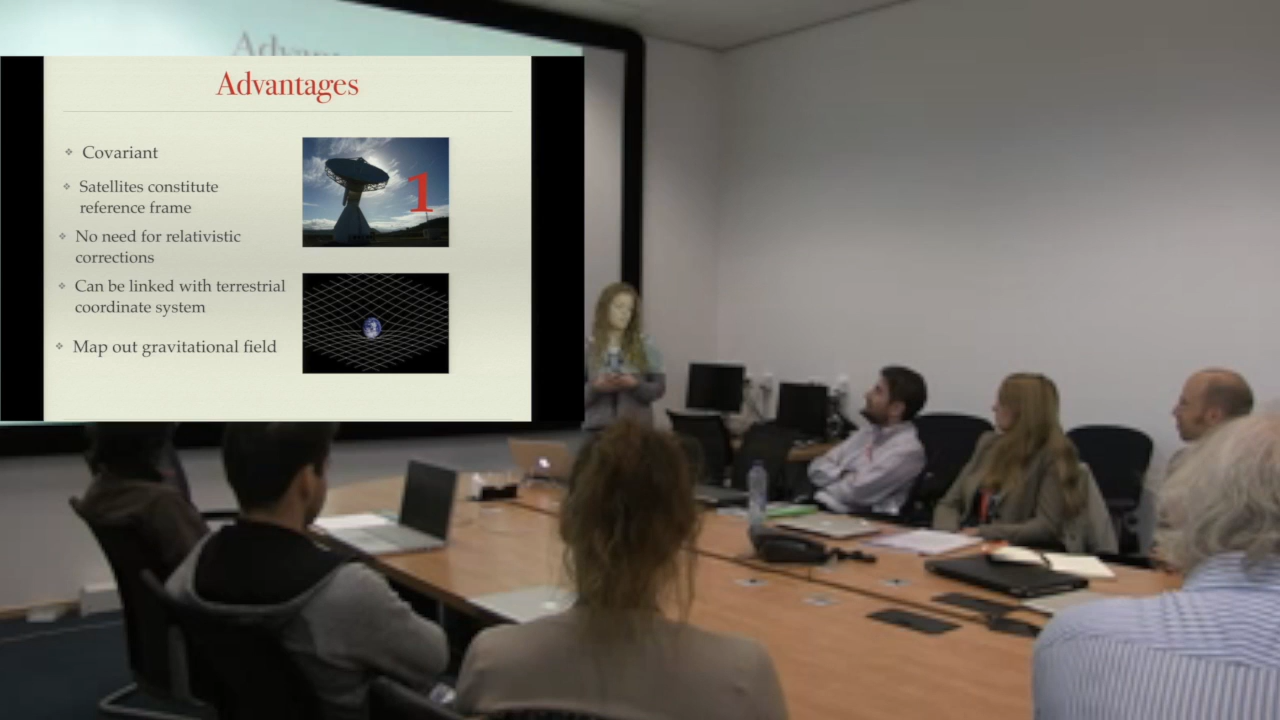 Advantages
❖ Covariant
❖ Satellites constitute
reference frame
❖ No need for relativistic
corrections
❖ Can be linked with terrestrial
coordinate system
❖ Map out gravitational field
1